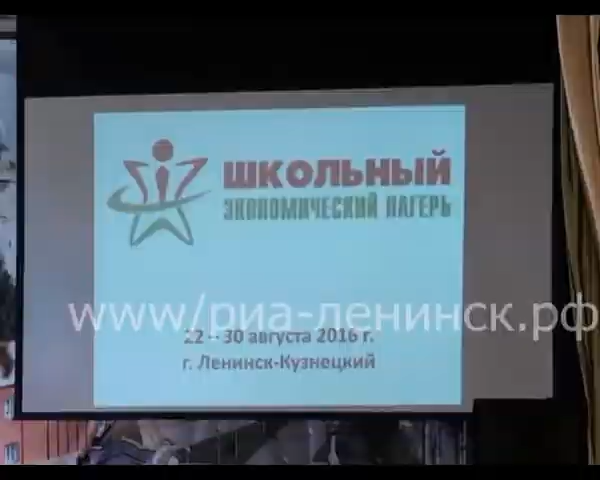 ШКОЛЬНЫЙ
ЭКОНОМИЧЕСКИЙ ЛАГЕРЬ
www/риа-ленинск.рф
22 – 30 августа 2016 г.
г. Ленинск-Кузнецкий